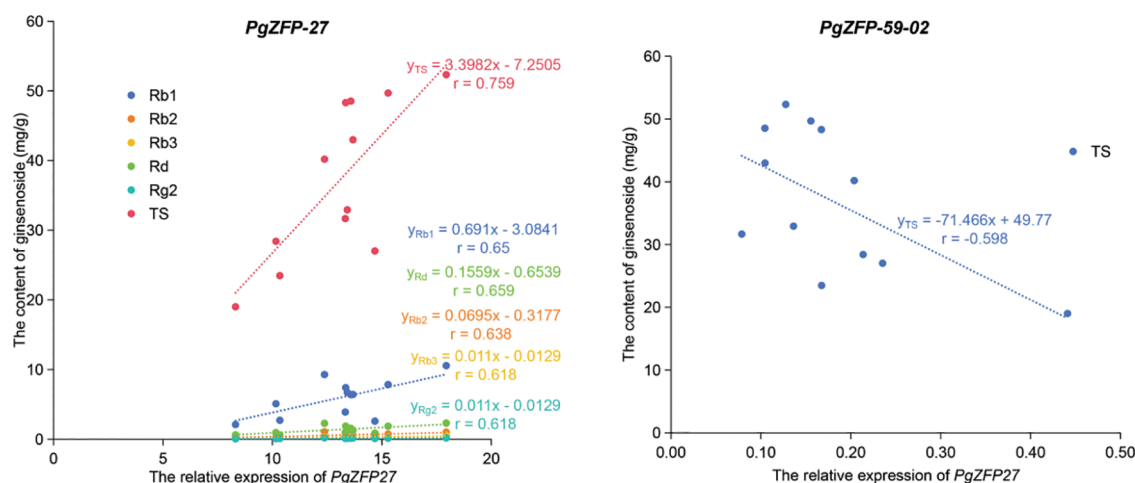 PgZFP-27
60
50
40
30
20
10
0
The content of ginsenoside (mg/g)
Rb1
Rb2
Rb3
Rd
Rg2
TS
yTS = 3.3982x - 7.2505
r = 0.759
yRb1 = 0.691x - 3.0841
r = 0.65
yRd = 0.1559x - 0.6539
r = 0.659
yRb2 = 0.0695x - 0.3177
r = 0.638
yRb3 = 0.011x - 0.0129
r = 0.618
yRg2 = 0.011x - 0.0129
r = 0.618
0 5 10 15 20
The relative expression of PgZFP27
PgZFP-59-02
60
50
40
30
20
10
0
The content of ginsenoside (mg/g)
TS
yTS = -71.466x + 49.77
r = -0.598
0.00 0.10 0.20 0.30 0.40 0.50
The relative expression of PgZFP27